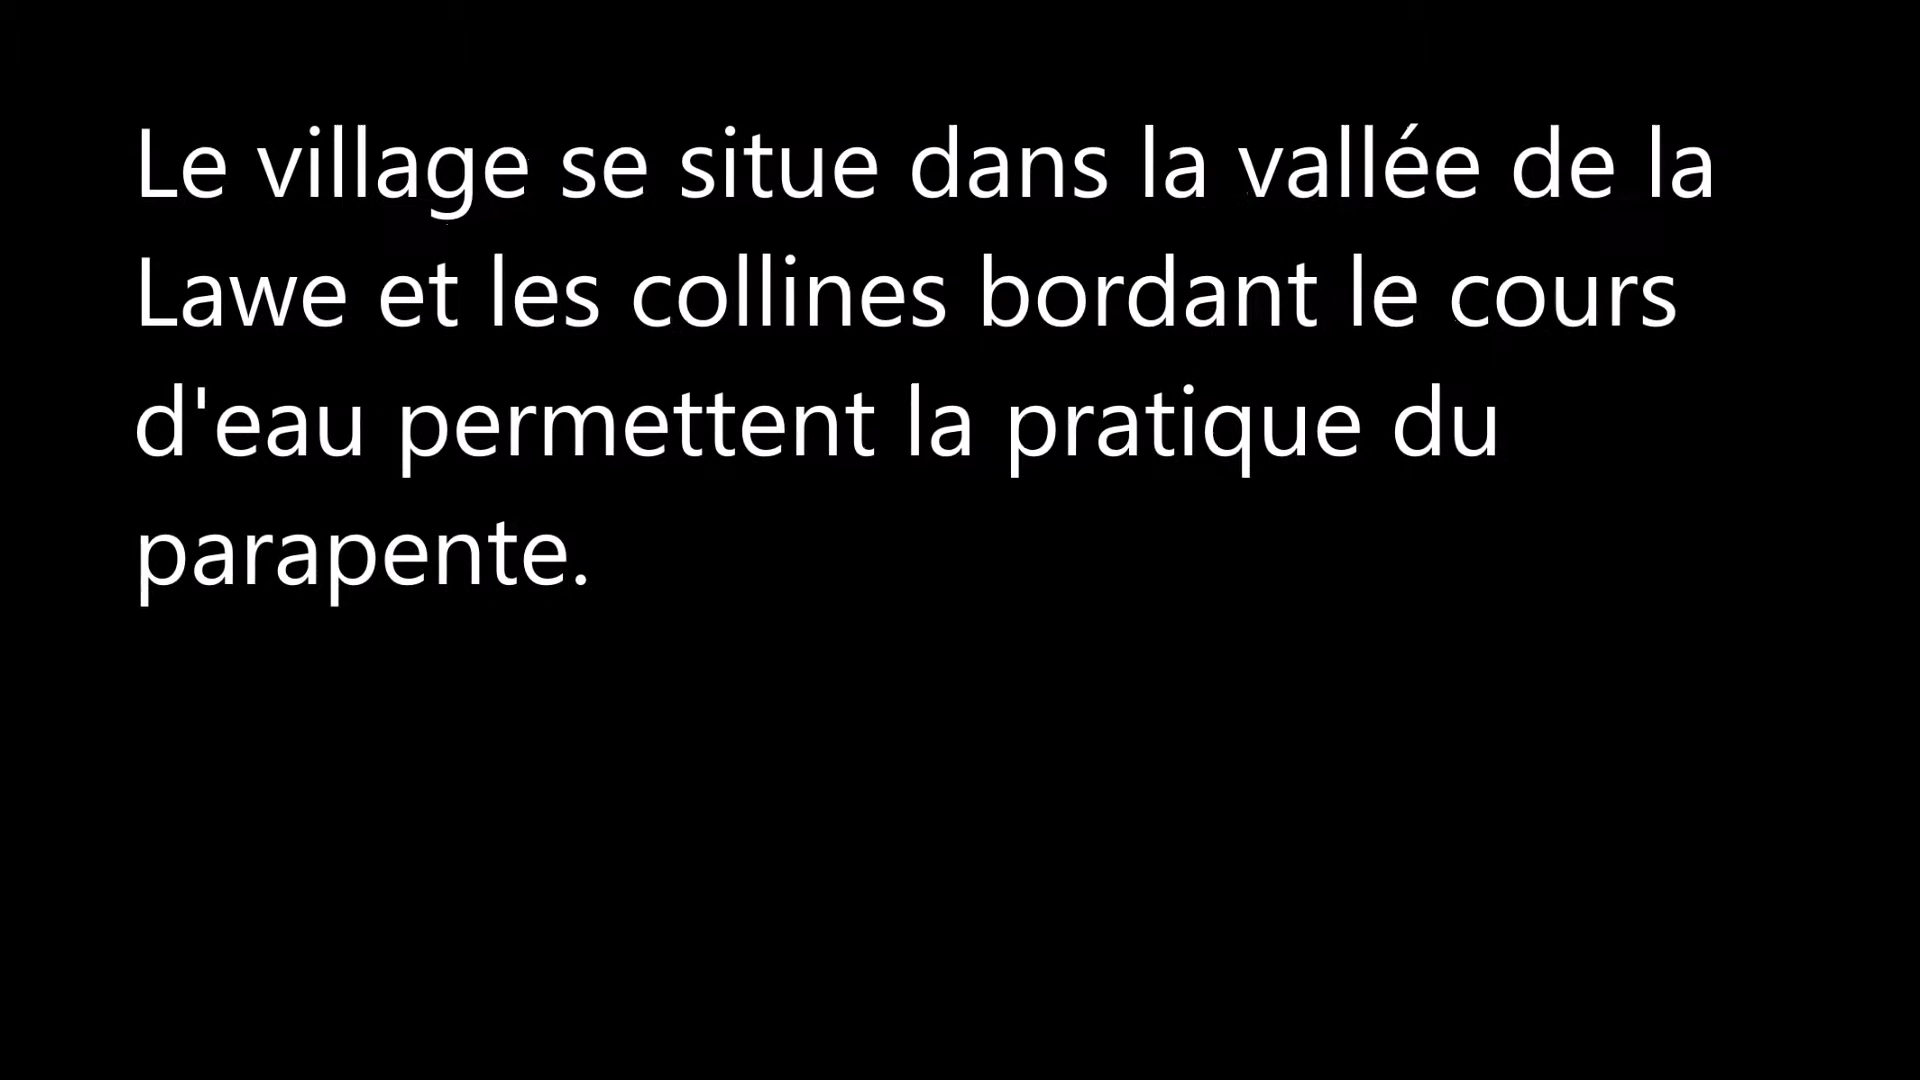 Le village se situe dans la vallée de la
Lawe et les collines bordant le cours
d'eau permettent la pratique du
parapente.